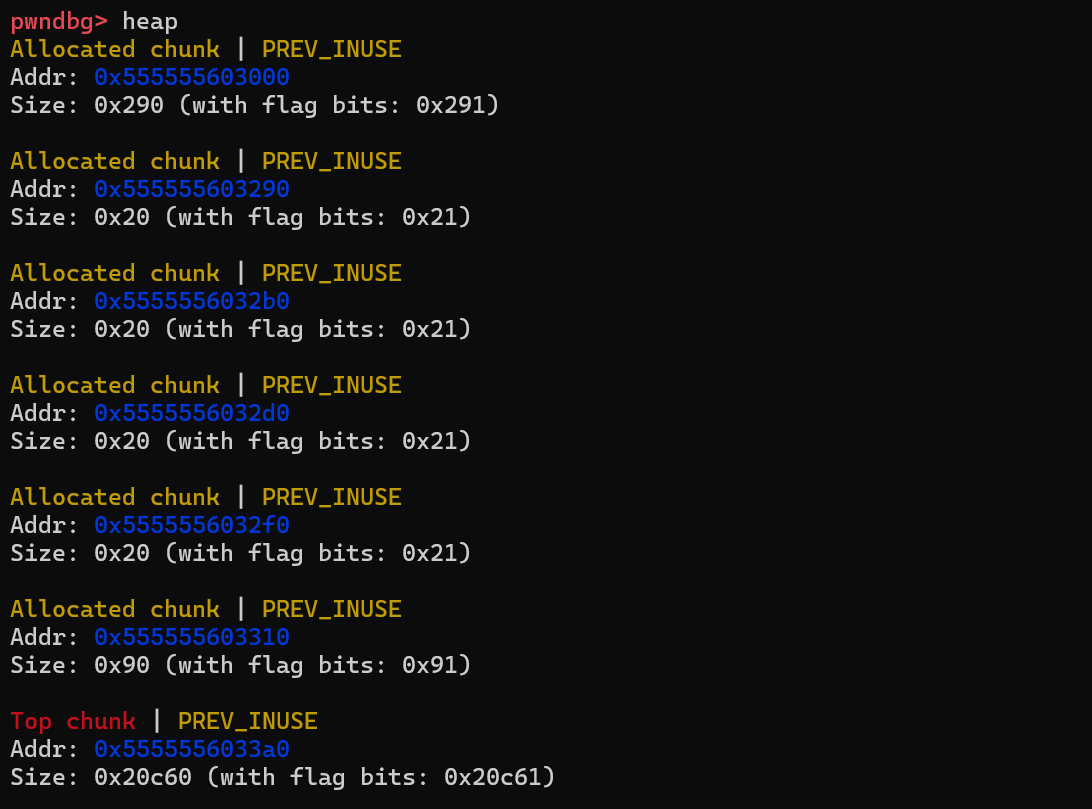 pwndbg> heap
Allocated chunk | PREV_INUSE
Addr: 0x555555603000
Size: 0x290 (with flag bits: 0x291)
Allocated chunk | PREV_INUSE
Addr: 0x555555603290
Size: 0x20 (with flag bits: 0x21)
Allocated chunk | PREV_INUSE
Addr: 0x5555556032b0
Size: 0x20 (with flag bits: 0x21)
Allocated chunk | PREV_INUSE
Addr: 0x5555556032d0
Size: 0x20 (with flag bits: 0x21)
Allocated chunk | PREV_INUSE
Addr: 0x5555556032f0
Size: 0x20 (with flag bits: 0x21)
Allocated chunk | PREV_INUSE
Addr: 0x555555603310
Size: 0x90 (with flag bits: 0x91)
Top chunk | PREV_INUSE
Addr: 0x5555556033a0
Size: 0x20c60 (with flag bits: 0x20c61)